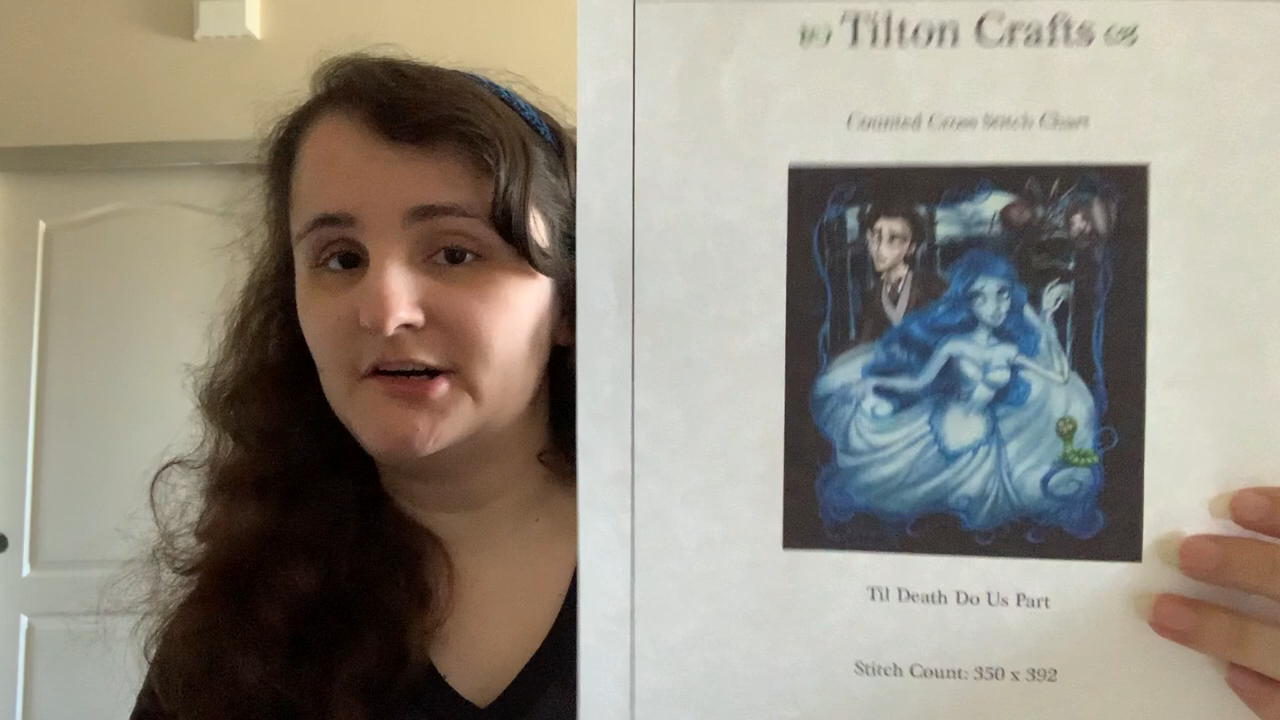 Tilton Crafts
Counted Cross Stitch Chart
Til Death Do Us Part
Stitch Count: 350 x 392